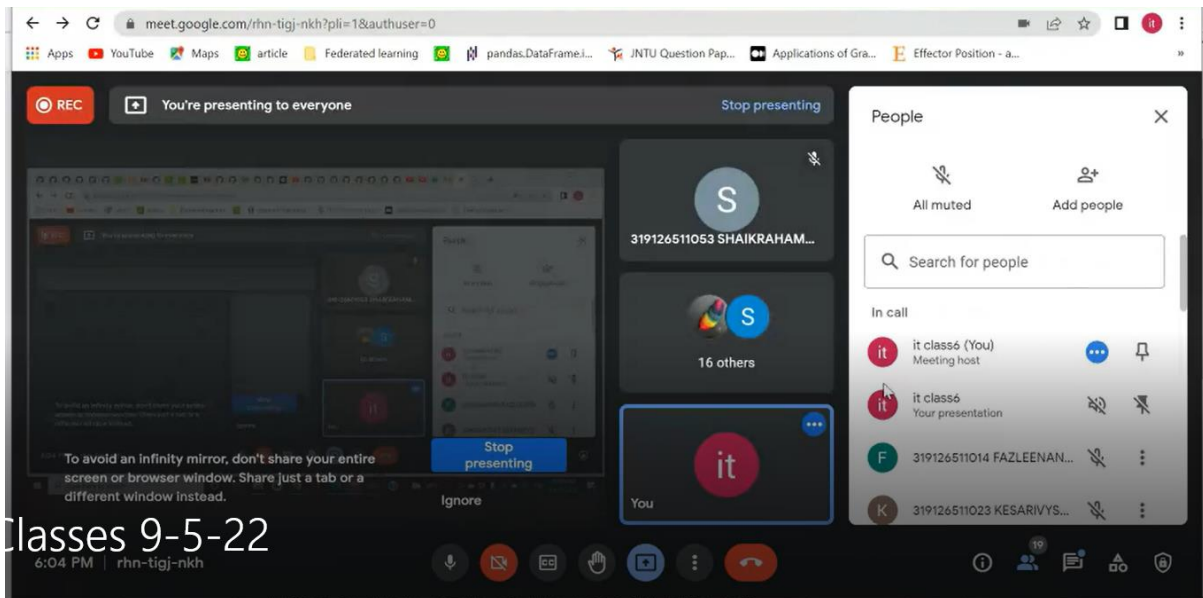 meet.google.com/rhn-tigj-nkh?pli=1&authuser=0
it
Apps YouTube Maps article Federated learning pandas.DataFrame.i... JNTU Question Pap... Applications of Gra... Effector Position - a... »
REC
You're presenting to everyone
Stop presenting
People
S
319126511053 SHAIKRAHAM...
All muted
Add people
Search for people
S
16 others
In call
it
it class6 (You)
Meeting host
it
it class6
Your presentation
F
319126511014 FAZLEENAN...
K
319126511023 KESARIVYS...
it
You
To avoid an infinity mirror, don't share your entire
screen or browser window. Share just a tab or a
different window instead.
Stop
presenting
Ignore
Classes 9-5-22
6:04 PM | rhn-tigj-nkh
19